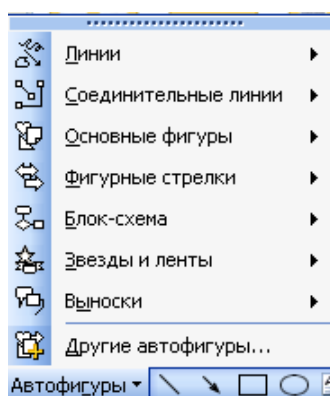 Линии
Соединительные линии
Основные фигуры
Фигурные стрелки
Блок-схема
Звезды и ленты
Выноски
Другие автофигуры...
Автофигуры